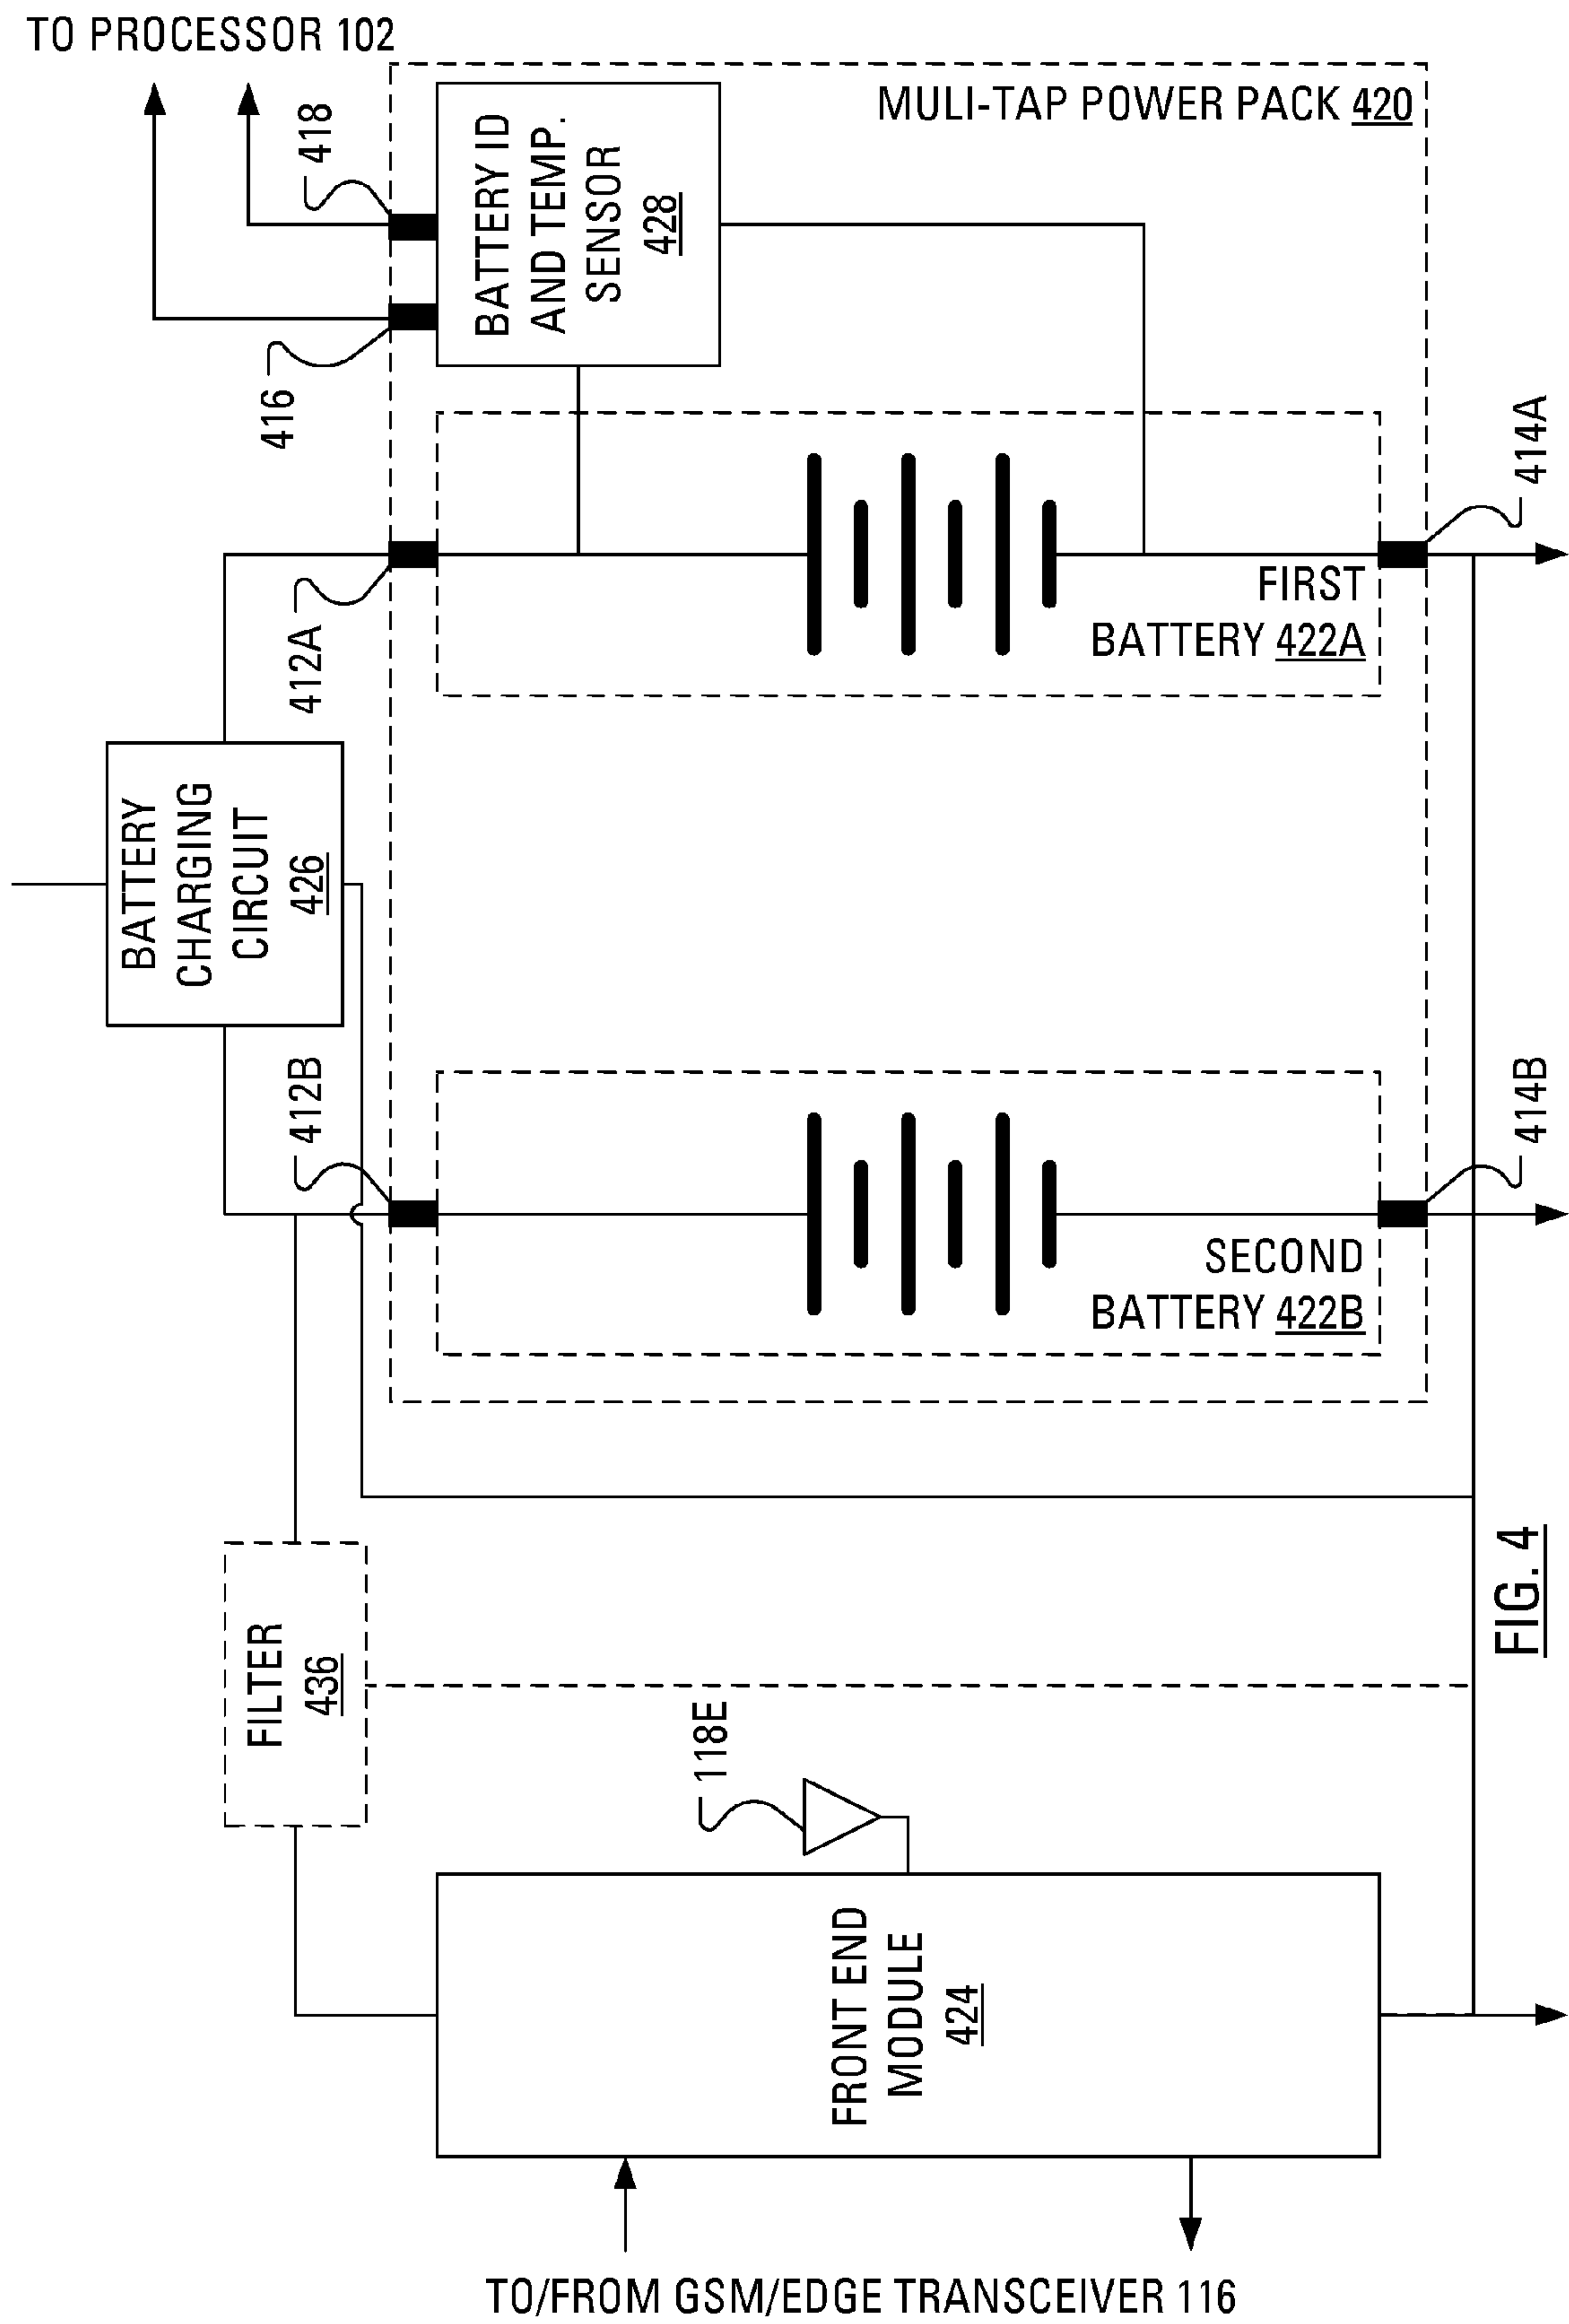 TO PROCESSOR 102
418
416
BATTERY ID
AND TEMP.
SENSOR
428
MULI-TAP POWER PACK 420
412A
FIRST
BATTERY 422A
414A
BATTERY
CHARGING
CIRCUIT
426
412B
SECOND
BATTERY 422B
414B
FILTER
436
118E
FRONT END
MODULE
424
TO/FROM GSM/EDGE TRANSCEIVER 116
FIG. 4